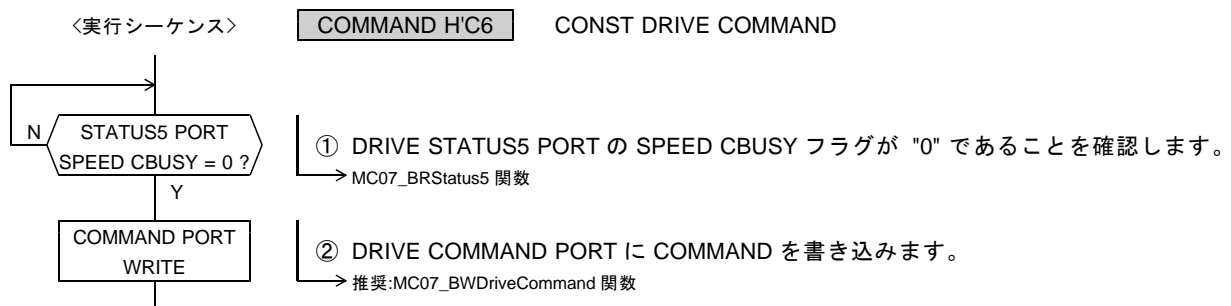 〈実行シーケンス〉 COMMAND H'C6 CONST DRIVE COMMAND
N STATUS5 PORT
SPEED CBUSY = 0 ?
Y
① DRIVE STATUS5 PORT の SPEED CBUSY フラグが "0" であることを確認します。
MC07_BRStatus5 関数
COMMAND PORT
WRITE
② DRIVE COMMAND PORT に COMMAND を書き込みます。
推奨:MC07_BWDriveCommand 関数